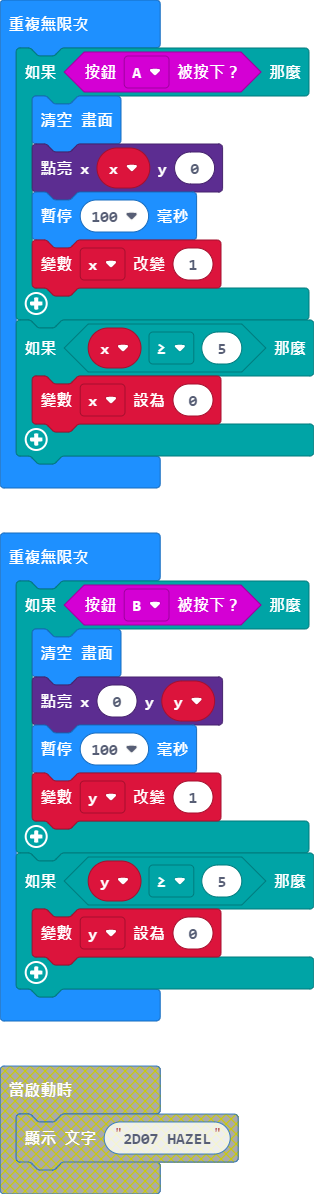 重複無限次
如果 按鈕 A 被按下？ 那麼
清空 畫面
點亮 x x y 0
暫停 100 毫秒
變數 x 改變 1
如果 x ≥ 5 那麼
變數 x 設為 0
重複無限次
如果 按鈕 B 被按下？ 那麼
清空 畫面
點亮 x 0 y y
暫停 100 毫秒
變數 y 改變 1
如果 y ≥ 5 那麼
變數 y 設為 0
當啟動時
顯示 文字 "2D07 HAZEL"